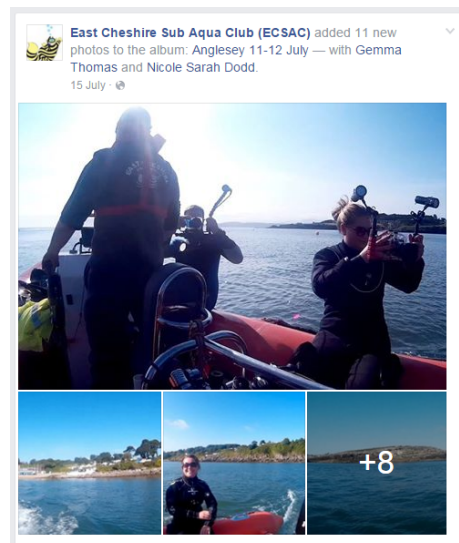 East Cheshire Sub Aqua Club (ECSAC) added 11 new
photos to the album: Anglesey 11-12 July — with Gemma
Thomas and Nicole Sarah Dodd.
15 July ·
+8